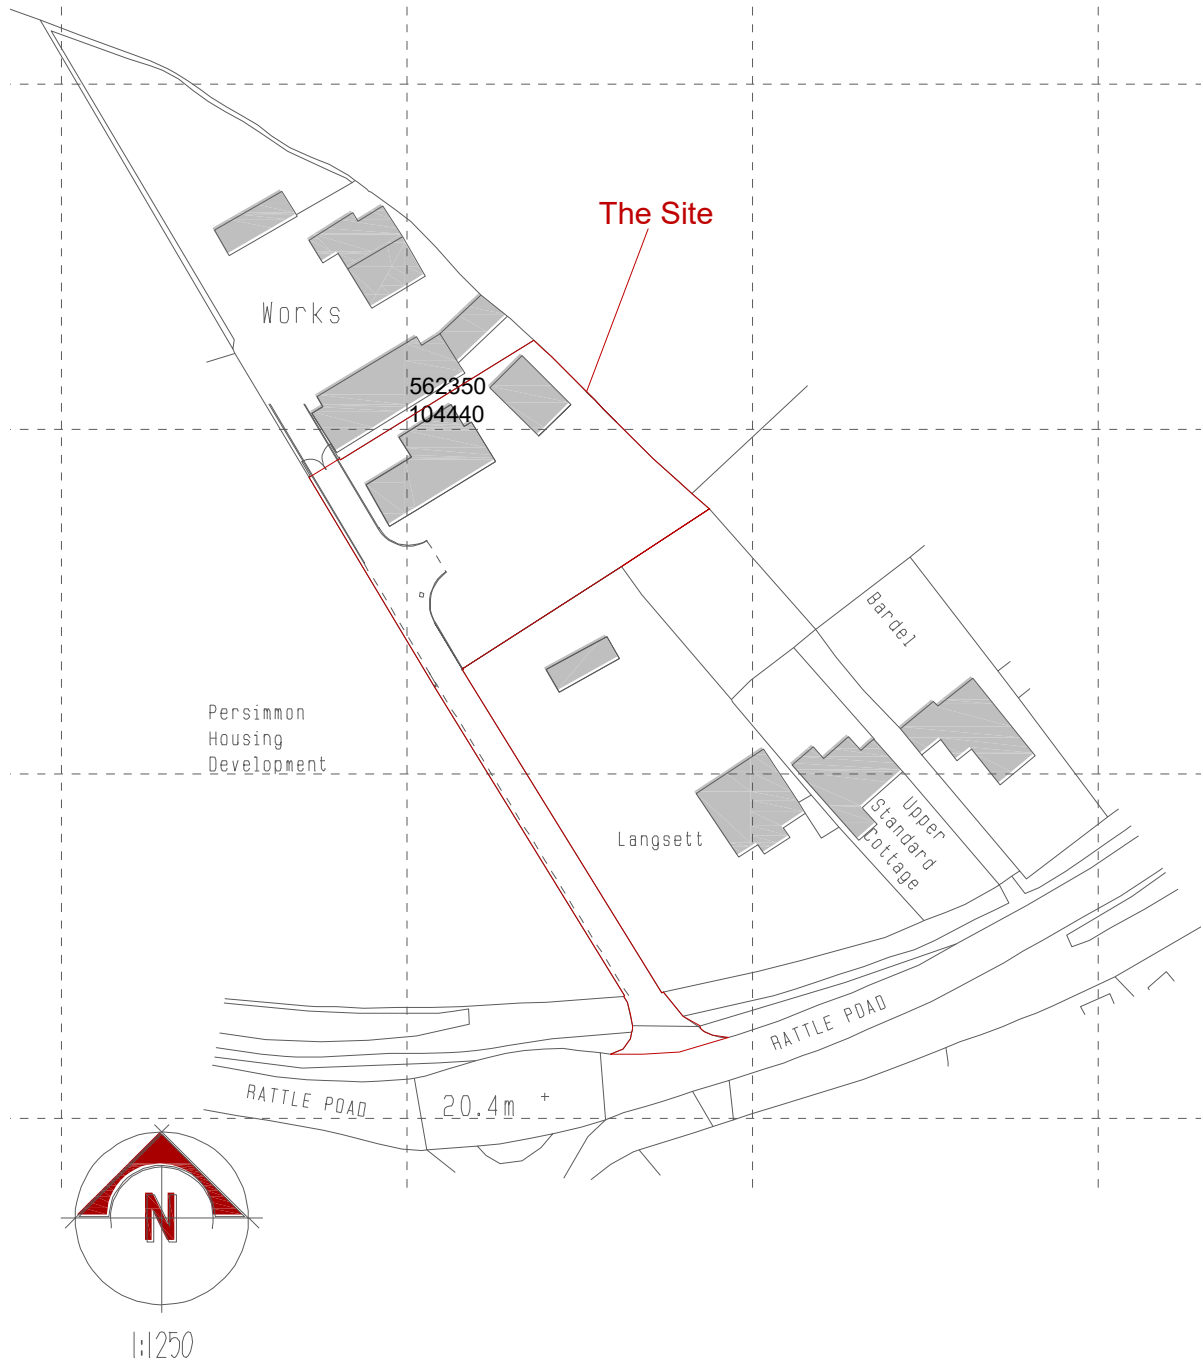 The Site
Works
562350
104440
Bardel
Persimmon
Housing
Development
Langsett
Upper
Standard
Cottage
RATTLE POAD
RATTLE POAD
20.4m +
N
1:1250